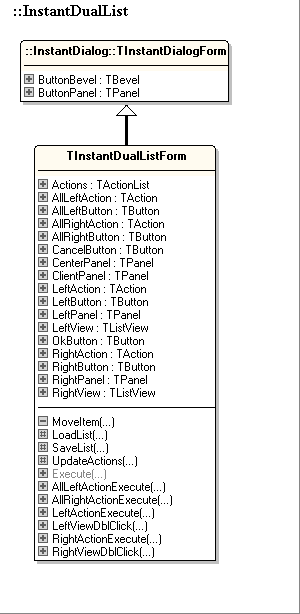 ::InstantDualList
::InstantDialog::TInstantDialogForm
ButtonBevel : TBevel
ButtonPanel : TPanel
TInstantDualListForm
Actions : TActionList
AllLeftAction : TAction
AllLeftButton : TButton
AllRightAction : TAction
AllRightButton : TButton
CancelButton : TButton
CenterPanel : TPanel
ClientPanel : TPanel
LeftAction : TAction
LeftButton : TButton
LeftPanel : TPanel
LeftView : TListView
OkButton : TButton
RightAction : TAction
RightButton : TButton
RightPanel : TPanel
RightView : TListView
MoveItem(...)
LoadList(...)
SaveList(...)
UpdateActions(...)
Execute(...)
AllLeftActionExecute(...)
AllRightActionExecute(...)
LeftActionExecute(...)
LeftViewDblClick(...)
RightActionExecute(...)
RightViewDblClick(...)